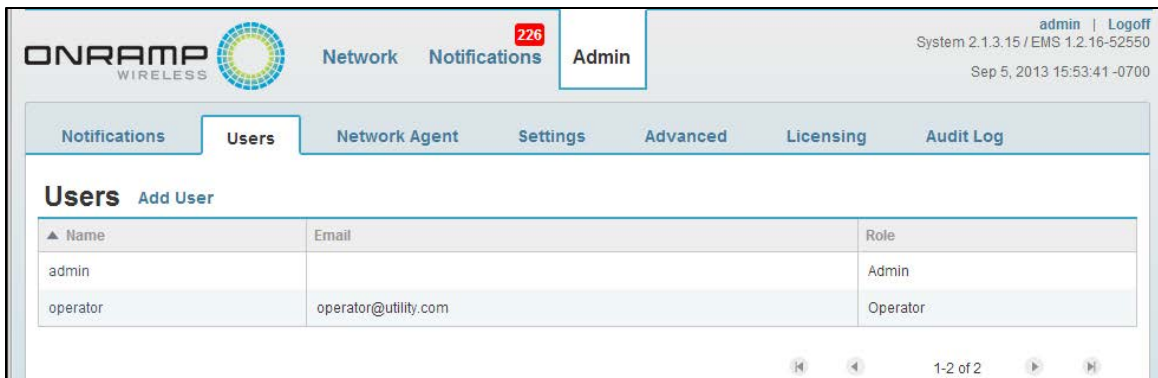 admin | Logoff
System 2.1.3.15 / EMS 1.2.16-52550
Sep 5, 2013 15:53:41 -0700
ONRAMP
WIRELESS
Network Notifications 226 Admin
Notifications Users Network Agent Settings Advanced Licensing Audit Log
Users Add User
▲ Name Email Role
admin Admin
operator operator@utility.com Operator
1-2 of 2